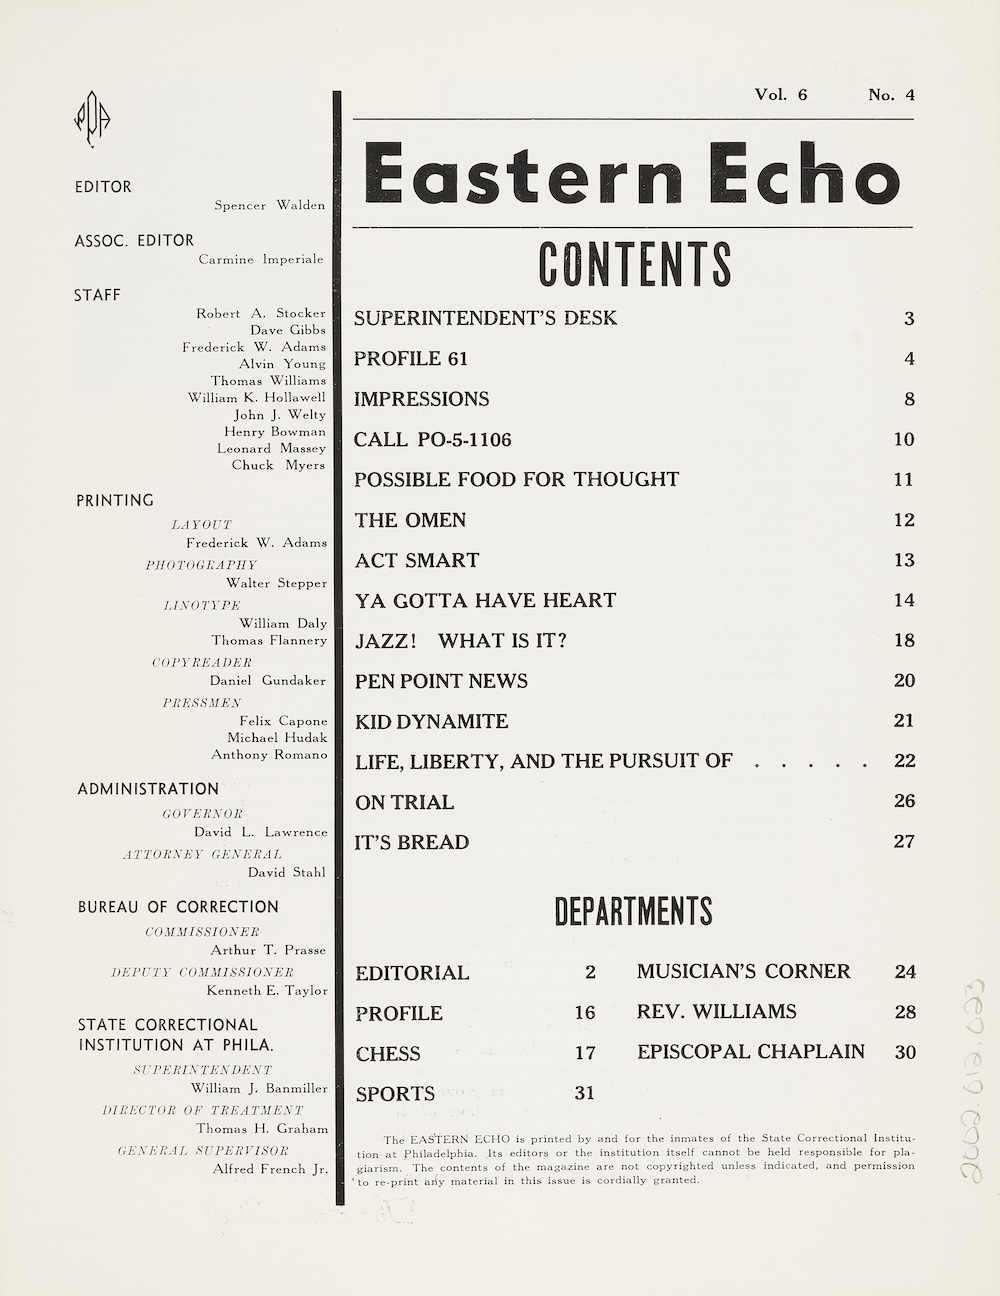 PPA
EDITOR
Spencer Walden
ASSOC. EDITOR
Carmine Imperiale
STAFF
Robert A. Stocker
Dave Gibbs
Frederick W. Adams
Alvin Young
Thomas Williams
William K. Hollawell
John J. Welty
Henry Bowman
Leonard Massey
Chuck Myers
PRINTING
LAYOUT
Frederick W. Adams
PHOTOGRAPHY
Walter Stepper
LINOTYPE
William Daly
Thomas Flannery
COPYREADER
Daniel Gundaker
PRESSMEN
Felix Capone
Michael Hudak
Anthony Romano
ADMINISTRATION
GOVERNOR
David L. Lawrence
ATTORNEY GENERAL
David Stahl
BUREAU OF CORRECTION
COMMISSIONER
Arthur T. Prasse
DEPUTY COMMISSIONER
Kenneth E. Taylor
STATE CORRECTIONAL
INSTITUTION AT PHILA.
SUPERINTENDENT
William J. Banmiller
DIRECTOR OF TREATMENT
Thomas H. Graham
GENERAL SUPERVISOR
Alfred French Jr.
Vol. 6 No. 4
Eastern Echo
CONTENTS
SUPERINTENDENT'S DESK 3
PROFILE 61 4
IMPRESSIONS 8
CALL PO-5-1106 10
POSSIBLE FOOD FOR THOUGHT 11
THE OMEN 12
ACT SMART 13
YA GOTTA HAVE HEART 14
JAZZ! WHAT IS IT? 18
PEN POINT NEWS 20
KID DYNAMITE 21
LIFE, LIBERTY, AND THE PURSUIT OF . . . . . 22
ON TRIAL 26
IT'S BREAD 27
DEPARTMENTS
EDITORIAL 2 MUSICIAN'S CORNER 24
PROFILE 16 REV. WILLIAMS 28
CHESS 17 EPISCOPAL CHAPLAIN 30
SPORTS 31
The EASTERN ECHO is printed by and for the inmates of the State Correctional Institu-
tion at Philadelphia. Its editors or the institution itself cannot be held responsible for pla-
giarism. The contents of the magazine are not copyrighted unless indicated, and permission
to re-print any material in this issue is cordially granted.
2002.012.023